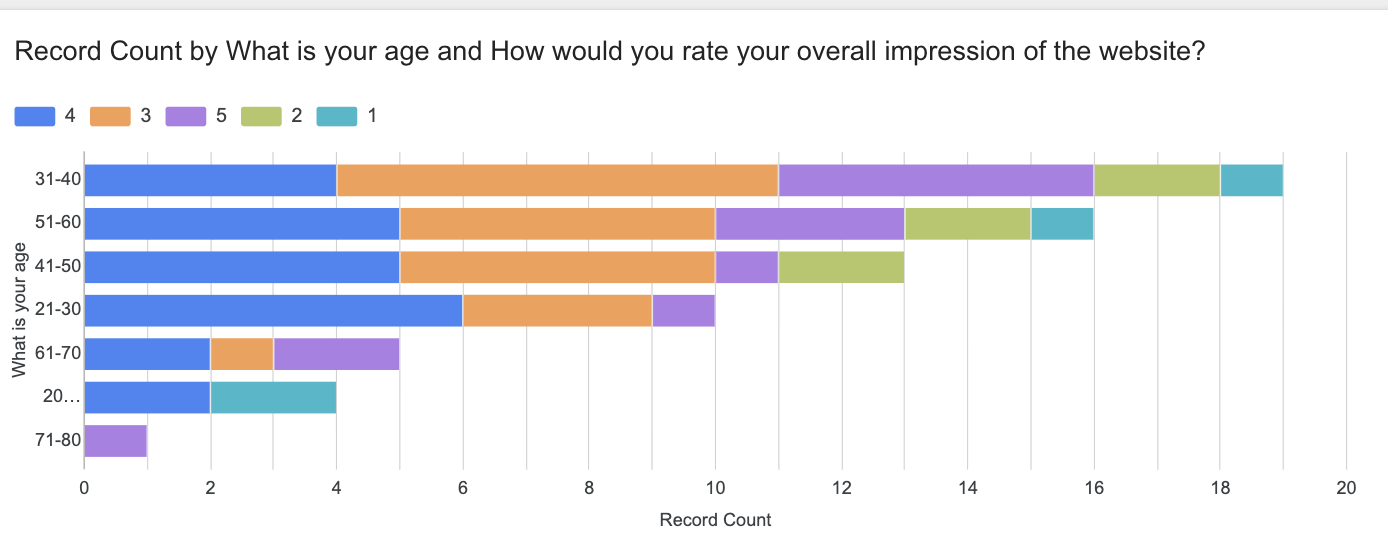 Record Count by What is your age and How would you rate your overall impression of the website?
4 3 5 2 1
What is your age
31-40
51-60
41-50
21-30
61-70
20...
71-80
0 2 4 6 8 10 12 14 16 18 20
Record Count